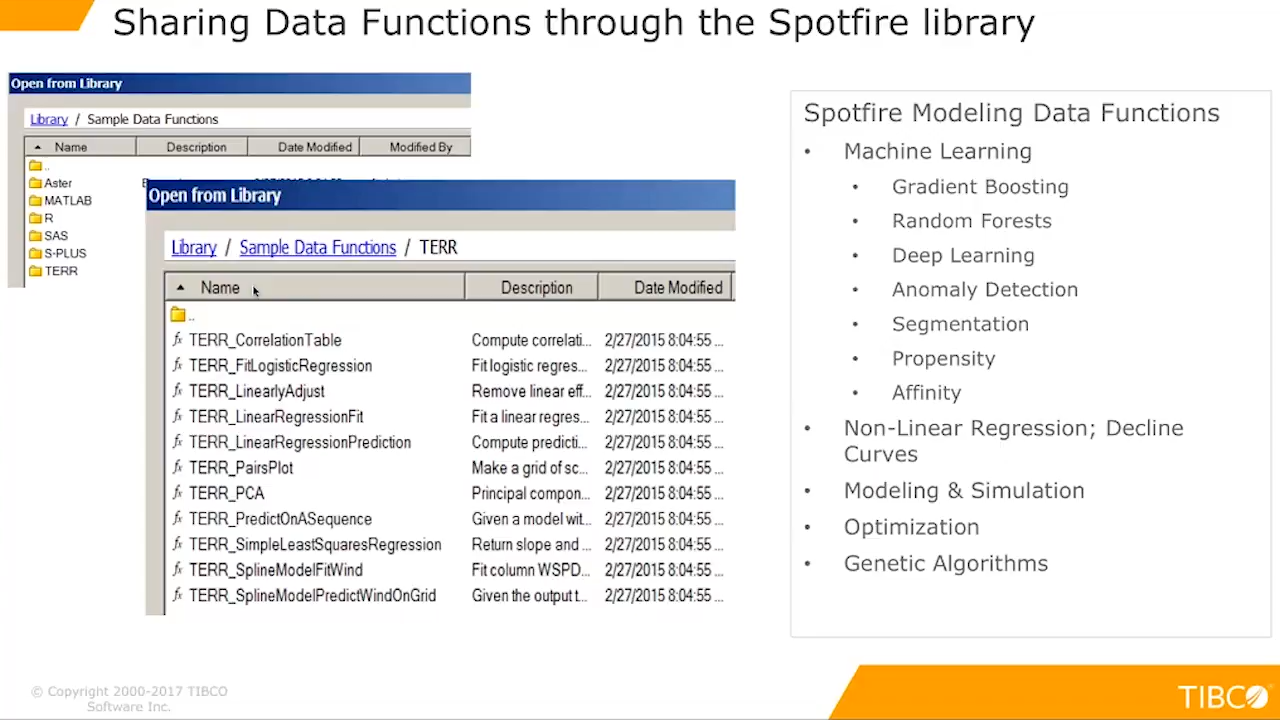 Sharing Data Functions through the Spotfire library
Open from Library
Library / Sample Data Functions
Name Description Date Modified Modified By
..
Aster
MATLAB
R
SAS
S-PLUS
TERR
Open from Library
Library / Sample Data Functions / TERR
Name Description Date Modified
..
TERR_CorrelationTable Compute correlati... 2/27/2015 8:04:55 ...
TERR_FitLogisticRegression Fit logistic regres... 2/27/2015 8:04:55 ...
TERR_LinearlyAdjust Remove linear eff... 2/27/2015 8:04:55 ...
TERR_LinearRegressionFit Fit a linear regres... 2/27/2015 8:04:55 ...
TERR_LinearRegressionPrediction Compute predicti... 2/27/2015 8:04:55 ...
TERR_PairsPlot Make a grid of sc... 2/27/2015 8:04:55 ...
TERR_PCA Principal compon... 2/27/2015 8:04:55 ...
TERR_PredictOnASequence Given a model wit... 2/27/2015 8:04:55 ...
TERR_SimpleLeastSquaresRegression Return slope and ... 2/27/2015 8:04:55 ...
TERR_SplineModelFitWind Fit column WSPD... 2/27/2015 8:04:55 ...
TERR_SplineModelPredictWindOnGrid Given the output t... 2/27/2015 8:04:55 ...
Spotfire Modeling Data Functions
• Machine Learning
• Gradient Boosting
• Random Forests
• Deep Learning
• Anomaly Detection
• Segmentation
• Propensity
• Affinity
• Non-Linear Regression; Decline
Curves
• Modeling & Simulation
• Optimization
• Genetic Algorithms
© Copyright 2000-2017 TIBCO
Software Inc.
TIBCO